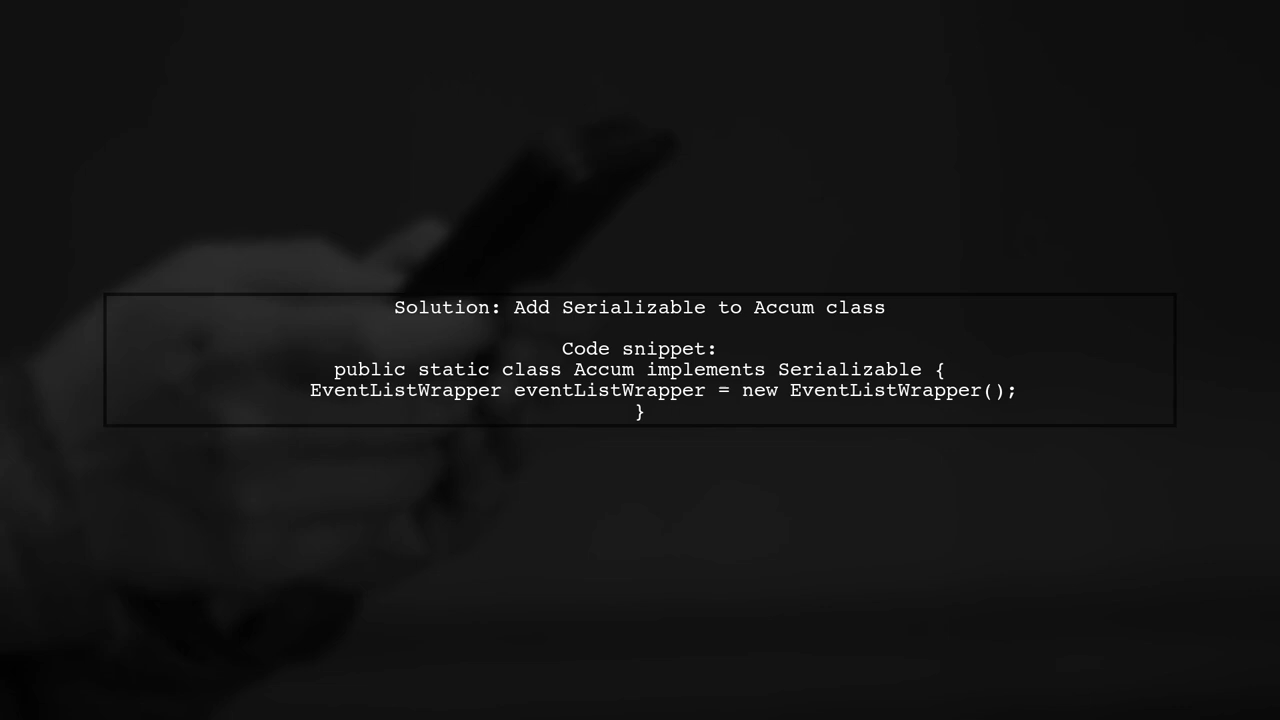 Solution: Add Serializable to Accum class
Code snippet:
public static class Accum implements Serializable {
EventListWrapper eventListWrapper = new EventListWrapper();
}